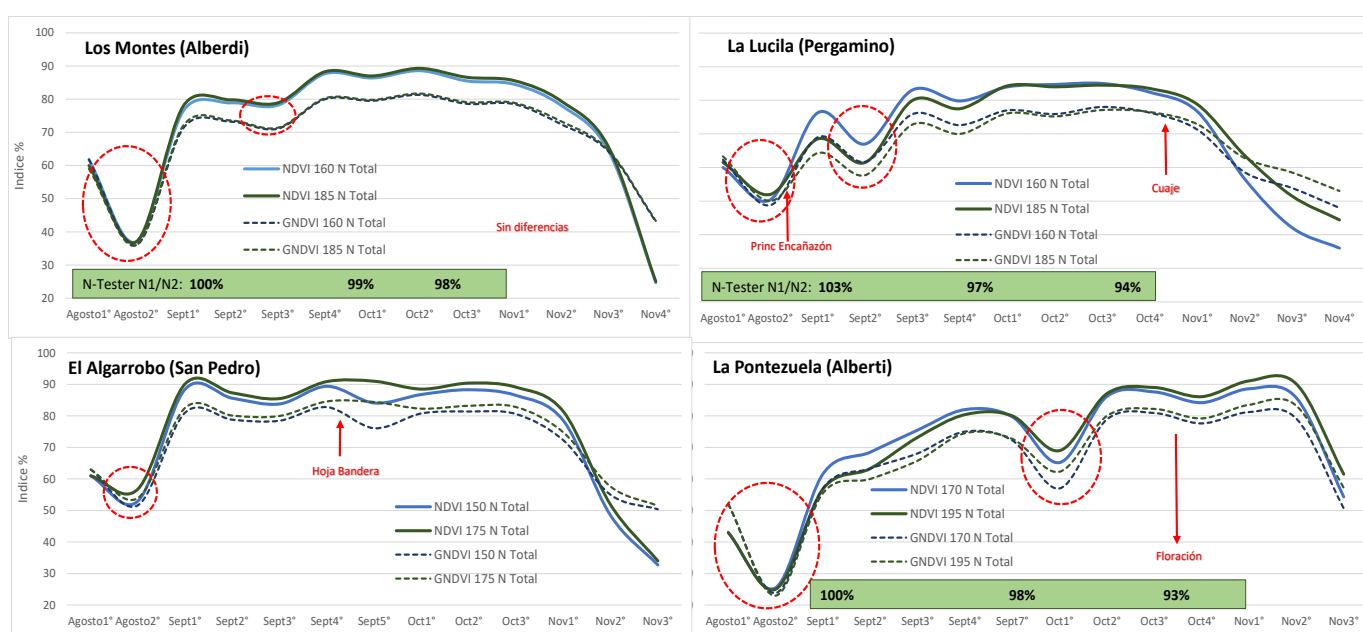 Los Montes (Alberdi)
Indice %
100
90
80
70
60
50
40
30
20
NDVI 160 N Total
NDVI 185 N Total
GNDVI 160 N Total
GNDVI 185 N Total
Sin diferencias
N-Tester N1/N2: 100% 99% 98%
Agosto1° Agosto2° Sept1° Sept2° Sept3° Sept4° Oct1° Oct2° Oct3° Nov1° Nov2° Nov3° Nov4°
La Lucila (Pergamino)
NDVI 160 N Total
NDVI 185 N Total
GNDVI 160 N Total
GNDVI 185 N Total
Cuaje
Princ Encañazón
N-Tester N1/N2: 103% 97% 94%
Agosto1° Agosto2° Sept1° Sept2° Sept3° Sept4° Oct1° Oct2° Oct3° Oct4° Nov1° Nov2° Nov3° Nov4°
El Algarrobo (San Pedro)
Indice %
100
90
80
70
60
50
40
30
20
Hoja Bandera
NDVI 150 N Total
NDVI 175 N Total
GNDVI 150 N Total
GNDVI 175 N Total
Agosto1° Agosto2° Sept1° Sept2° Sept3° Sept4° Sept5° Oct1° Oct2° Oct3° Nov1° Nov2° Nov3°
La Pontezuela (Alberti)
NDVI 170 N Total
NDVI 195 N Total
GNDVI 170 N Total
GNDVI 195 N Total
Floración
100% 98% 93%
Agosto1° Agosto2° Sept1° Sept2° Sept3° Sept4° Sept7° Oct1° Oct2° Oct3° Oct4° Nov1° Nov2° Nov3°